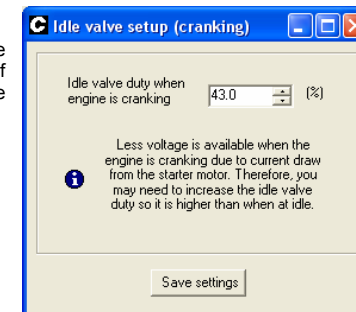 Idle valve setup (cranking)
e
f
e
Idle valve duty when
engine is cranking
43.0
(%)
Less voltage is available when the
engine is cranking due to current draw
from the starter motor. Therefore, you
may need to increase the idle valve
duty so it is higher than when at idle.
Save settings